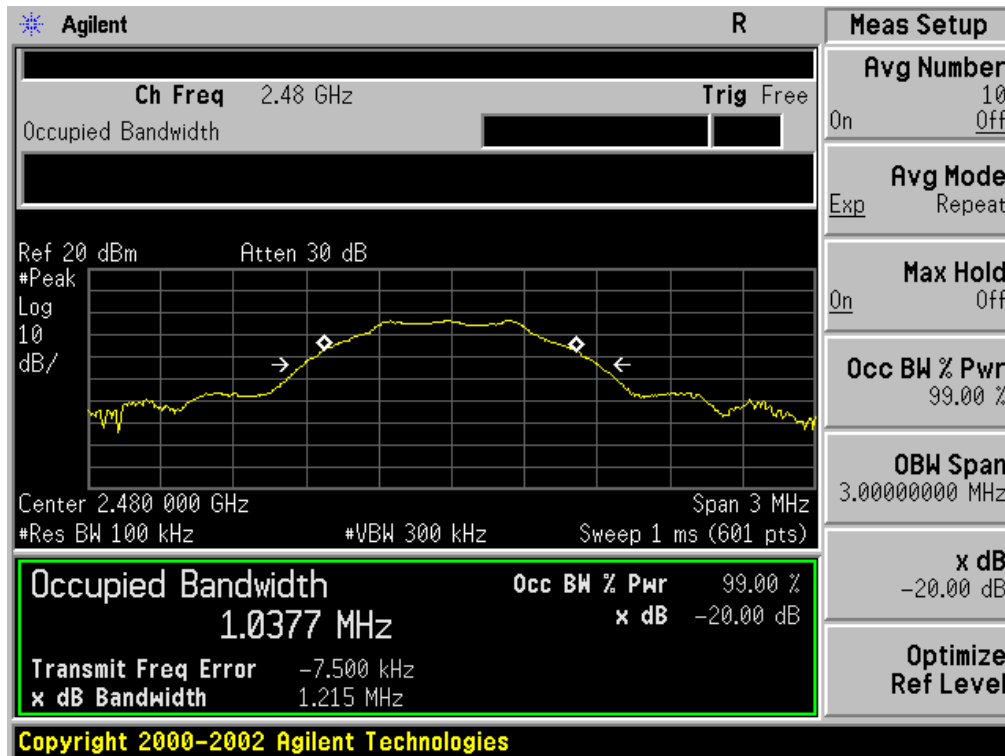 Agilent R
Ch Freq 2.48 GHz Trig Free
Occupied Bandwidth
Ref 20 dBm Atten 30 dB
#Peak
Log
10
dB/
Center 2.480 000 GHz Span 3 MHz
#Res BW 100 kHz #VBW 300 kHz Sweep 1 ms (601 pts)
Occupied Bandwidth Occ BW % Pwr 99.00 %
1.0377 MHz x dB -20.00 dB
Transmit Freq Error -7.500 kHz
x dB Bandwidth 1.215 MHz
Copyright 2000-2002 Agilent Technologies
Meas Setup
Avg Number
10
On Off
Avg Mode
Exp Repeat
Max Hold
On Off
Occ BW % Pwr
99.00 %
OBW Span
3.00000000 MHz
x dB
-20.00 dB
Optimize
Ref Level